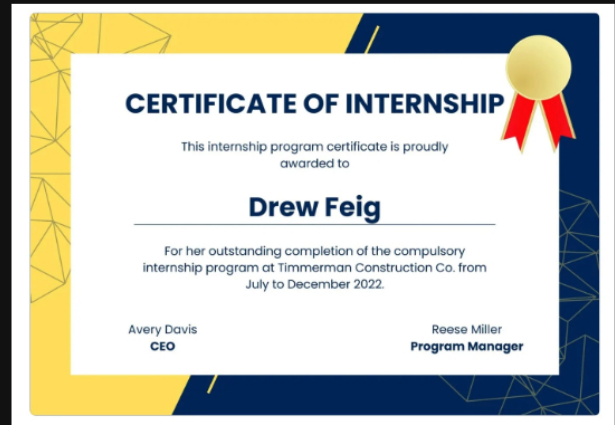 CERTIFICATE OF INTERNSHIP
This internship program certificate is proudly
awarded to
Drew Feig
For her outstanding completion of the compulsory
internship program at Timmerman Construction Co. from
July to December 2022.
Avery Davis
CEO
Reese Miller
Program Manager